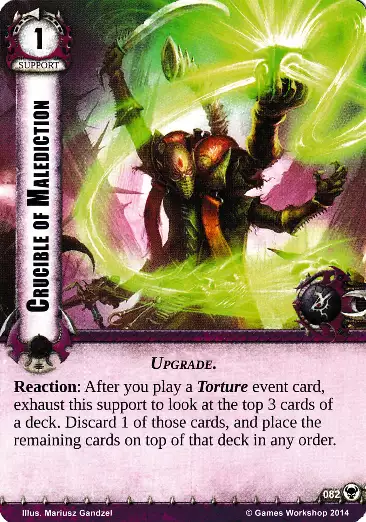 1
SUPPORT
CRUCIBLE OF MALEDICTION
UPGRADE.
Reaction: After you play a Torture event card,
exhaust this support to look at the top 3 cards of
a deck. Discard 1 of those cards, and place the
remaining cards on top of that deck in any order.
082
Illus. Mariusz Gandzel
© Games Workshop 2014